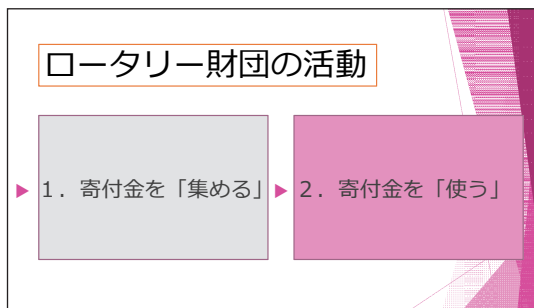 ロータリー財団の活動
１．寄付金を「集める」
２．寄付金を「使う」